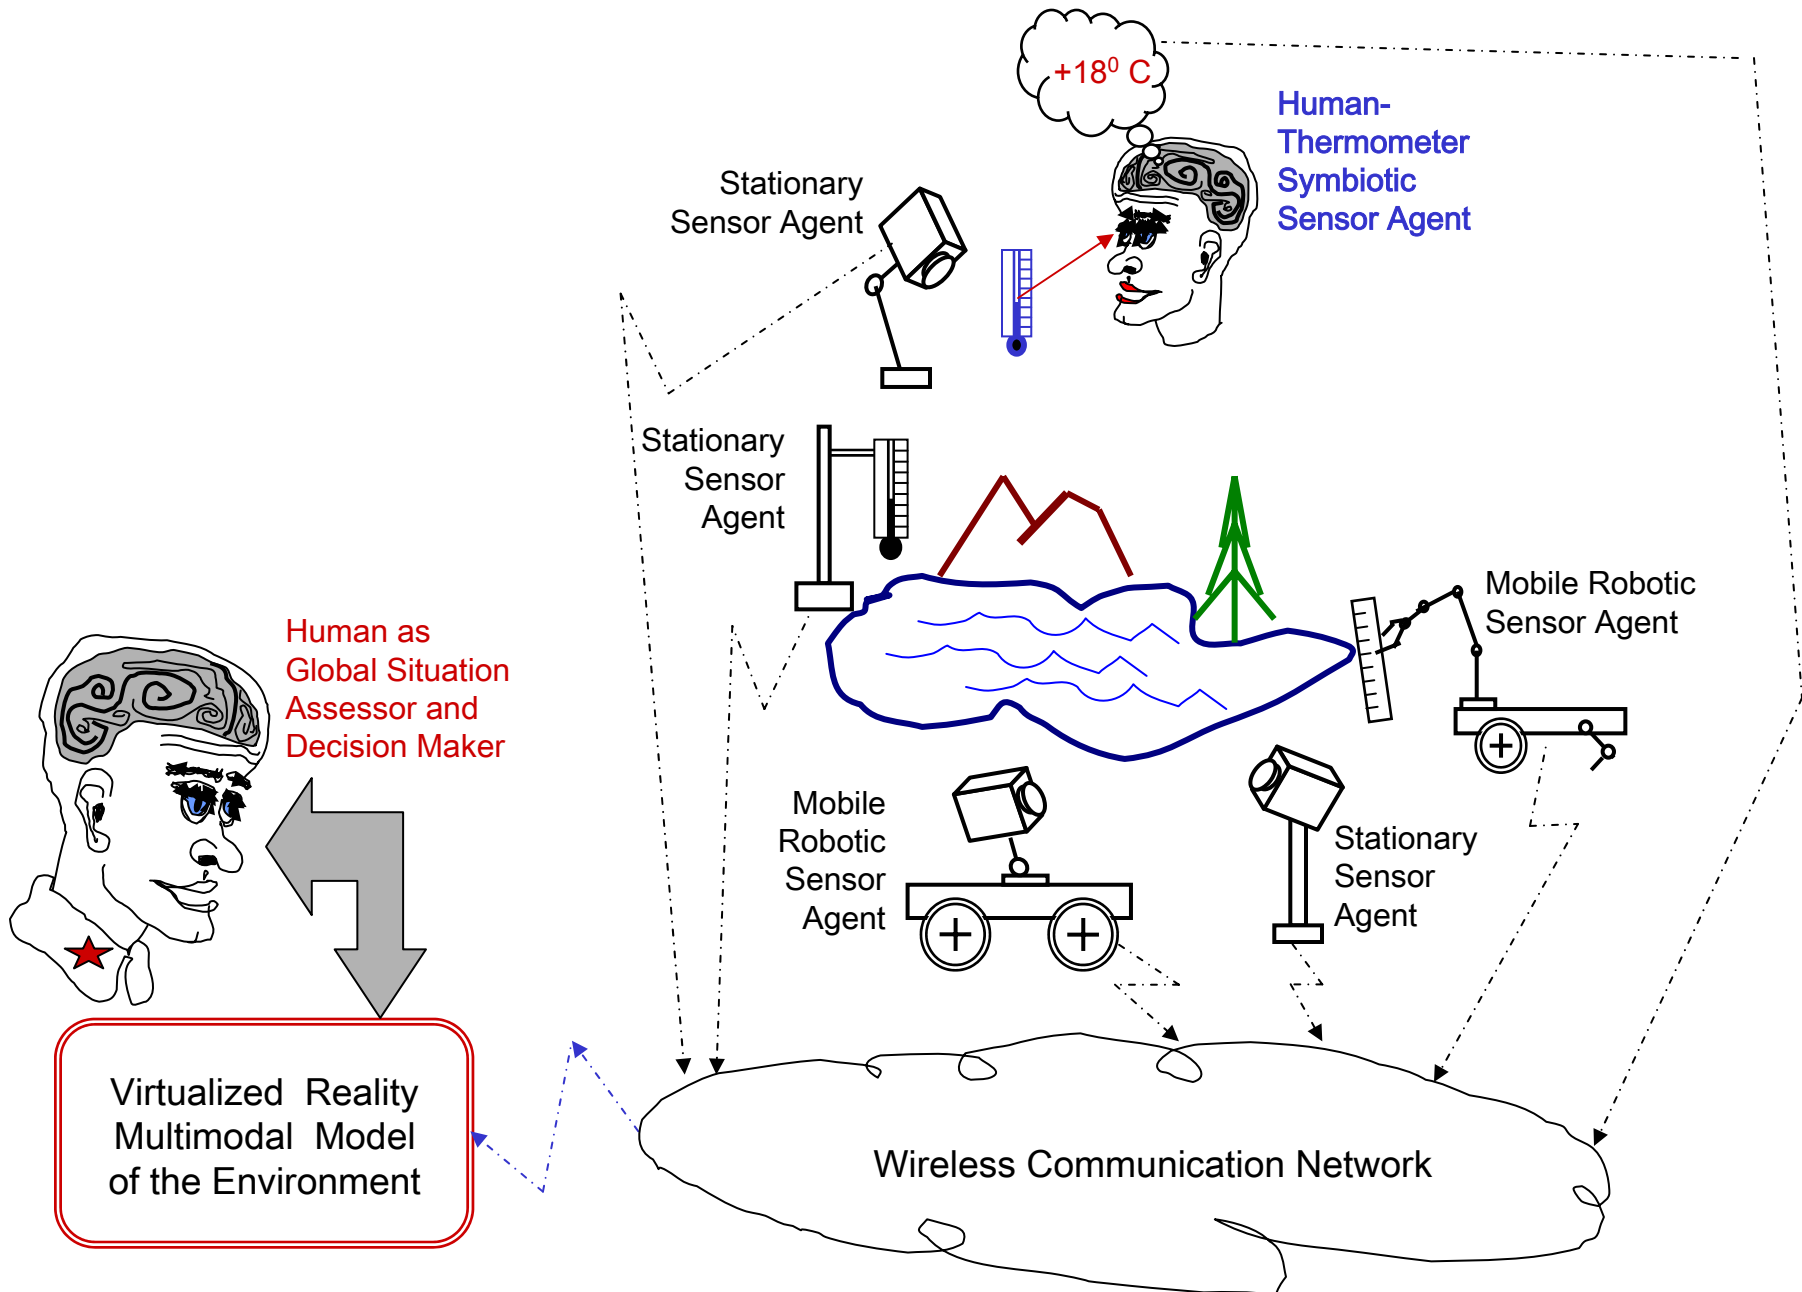 +18⁰ C
Human-
Thermometer
Symbiotic
Sensor Agent
Stationary
Sensor Agent
Stationary
Sensor
Agent
Mobile Robotic
Sensor Agent
Human as
Global Situation
Assessor and
Decision Maker
Mobile
Robotic
Sensor
Agent
Stationary
Sensor
Agent
Virtualized Reality
Multimodal Model
of the Environment
Wireless Communication Network